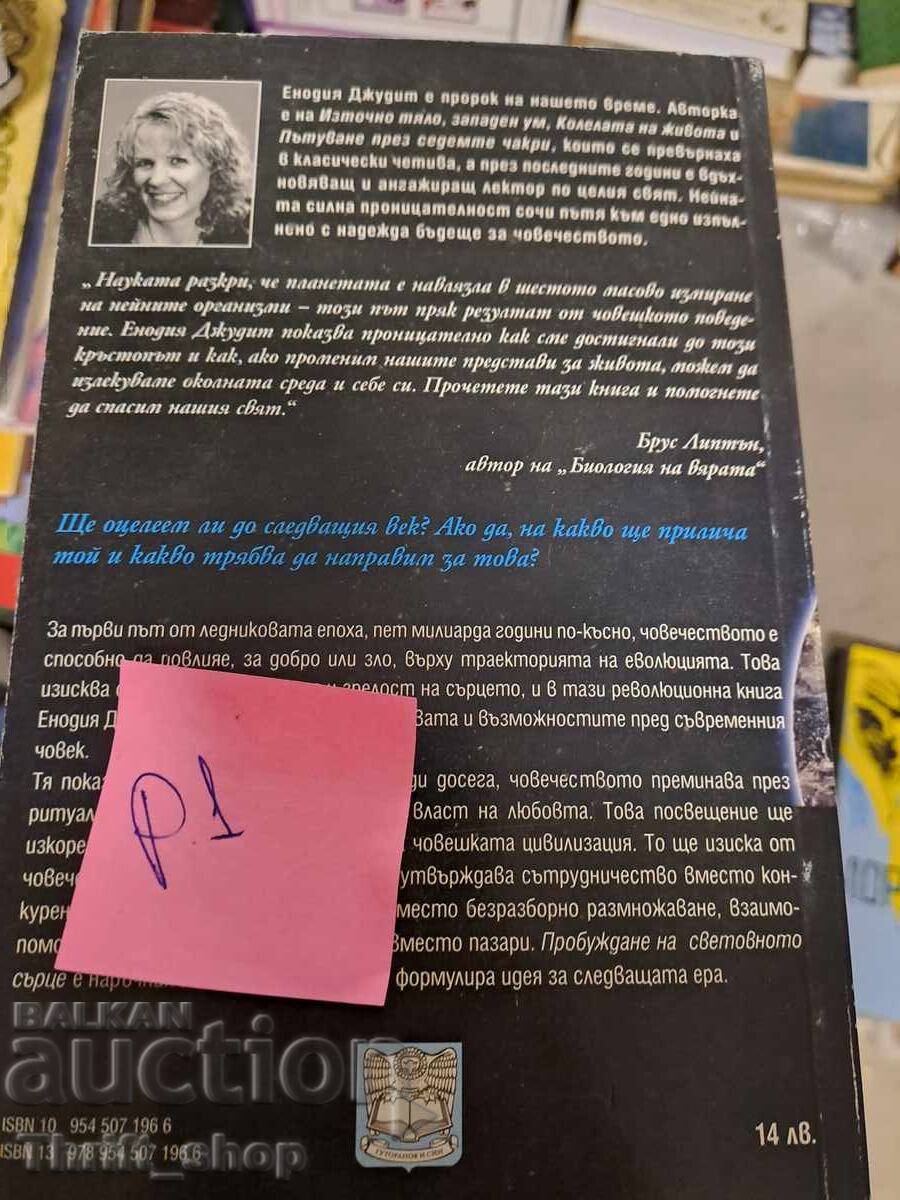 Енодия Джудит е пророк на нашето време. Авторка
е на Източно тяло, западен ум, Колелата на живота и
Пътуване през седемте чакри, които се превърнаха
в класически четива, а през последните години е вдъх-
новяващ и ангажиращ лектор по целия свят. Нейна-
та силна проницателност сочи пътя към едно изпъл-
нено с надежда бъдеще за човечеството.
„Науката разкри, че планетата е навлязла в шестото масово измиране
на нейните организми – този път пряк резултат от човешкото поведе-
ние. Енодия Джудит показва проницателно как сме достигнали до този
кръстопът и как, ако променим нашите представи за живота, можем да
излекуваме околната среда и себе си. Прочетете тази книга и помогнете
да спасим нашия свят.“
Брус Липтън,
автор на „Биология на вярата“
Ще оцелеем ли до следващия век? Ако да, на какво ще прилича
той и какво трябва да направим за това?
За първи път от ледниковата епоха, пет милиарда години по-късно, човечеството е
способно да повлияе, за добро или зло, върху траекторията на еволюцията. Това
изисква зрелост на сърцето, и в тази революционна книга
Енодия Д вата и възможностите пред съвременния
човек.
Тя пока ди досега, човечеството преминава през
ритуал власт на любовта. Това посвещение ще
изкоре човешката цивилизация. То ще изиска от
човече утвърждава сътрудничество вместо кон-
курен место безразборно размножаване, взаимо-
помо вместо пазари. Пробуждане на световното
сърце е нар формулира идея за следващата ера.
р.1
BALKAN
auction
ISBN 10 954 507 196 6
ISBN 13 978 954 507 196 6
Thrift_shop
ГУТОРАНОВ И СИН
14 лв.